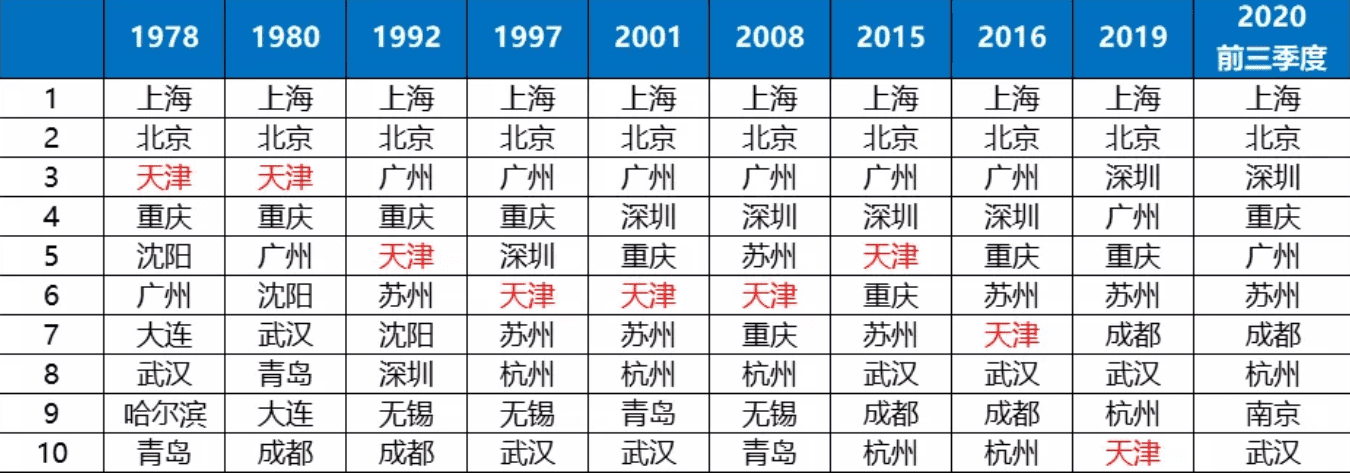 1978 1980 1992 1997 2001 2008 2015 2016 2019 2020
前三季度
1 上海 上海 上海 上海 上海 上海 上海 上海 上海 上海
2 北京 北京 北京 北京 北京 北京 北京 北京 北京 北京
3 天津 天津 广州 广州 广州 广州 广州 广州 深圳 深圳
4 重庆 重庆 重庆 重庆 深圳 深圳 深圳 深圳 广州 重庆
5 沈阳 广州 天津 深圳 重庆 苏州 天津 重庆 重庆 广州
6 广州 沈阳 苏州 天津 天津 天津 重庆 苏州 苏州 苏州
7 大连 武汉 沈阳 苏州 苏州 重庆 苏州 天津 成都 成都
8 武汉 青岛 深圳 杭州 杭州 杭州 武汉 武汉 武汉 杭州
9 哈尔滨 大连 无锡 无锡 青岛 无锡 成都 成都 杭州 南京
10 青岛 成都 成都 武汉 武汉 青岛 杭州 杭州 天津 武汉